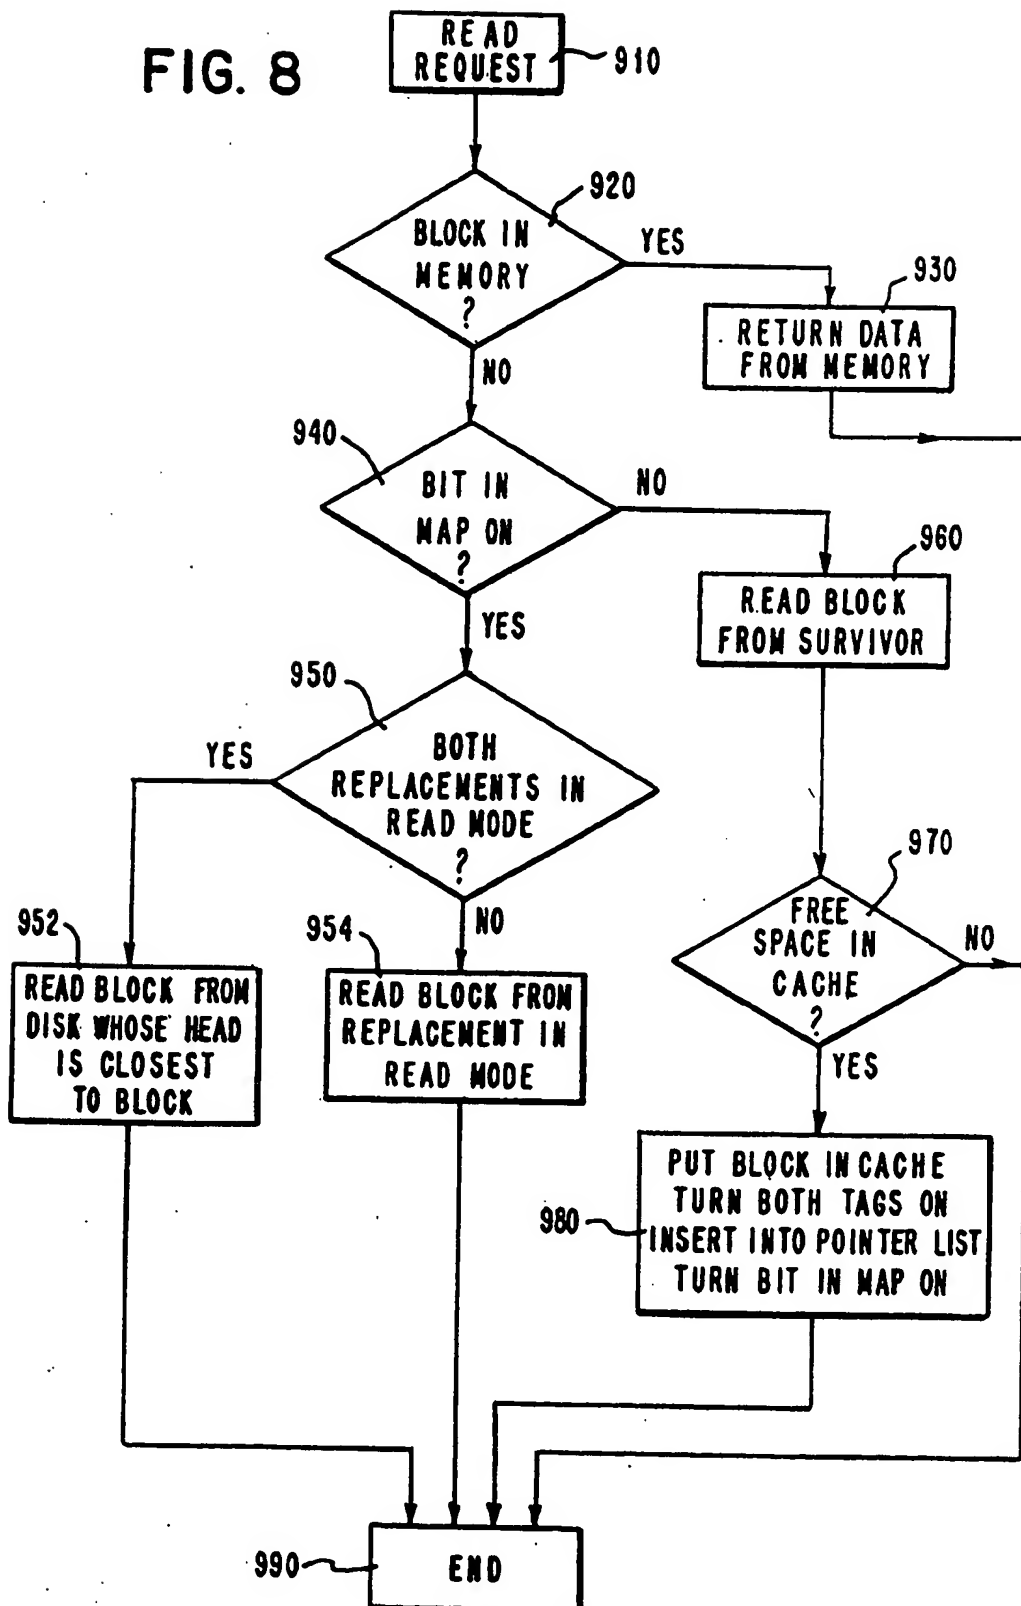 FIG. 8
READ
REQUEST
910
920
BLOCK IN
MEMORY
?
YES
930
RETURN DATA
FROM MEMORY
NO
940
BIT IN
MAP ON
?
NO
960
READ BLOCK
FROM SURVIVOR
YES
950
BOTH
REPLACEMENTS IN
READ MODE
?
YES
970
FREE
SPACE IN
CACHE
?
NO
952
READ BLOCK FROM
DISK WHOSE HEAD
IS CLOSEST
TO BLOCK
NO
954
READ BLOCK FROM
REPLACEMENT IN
READ MODE
YES
980
PUT BLOCK IN CACHE
TURN BOTH TAGS ON
INSERT INTO POINTER LIST
TURN BIT IN MAP ON
990
END